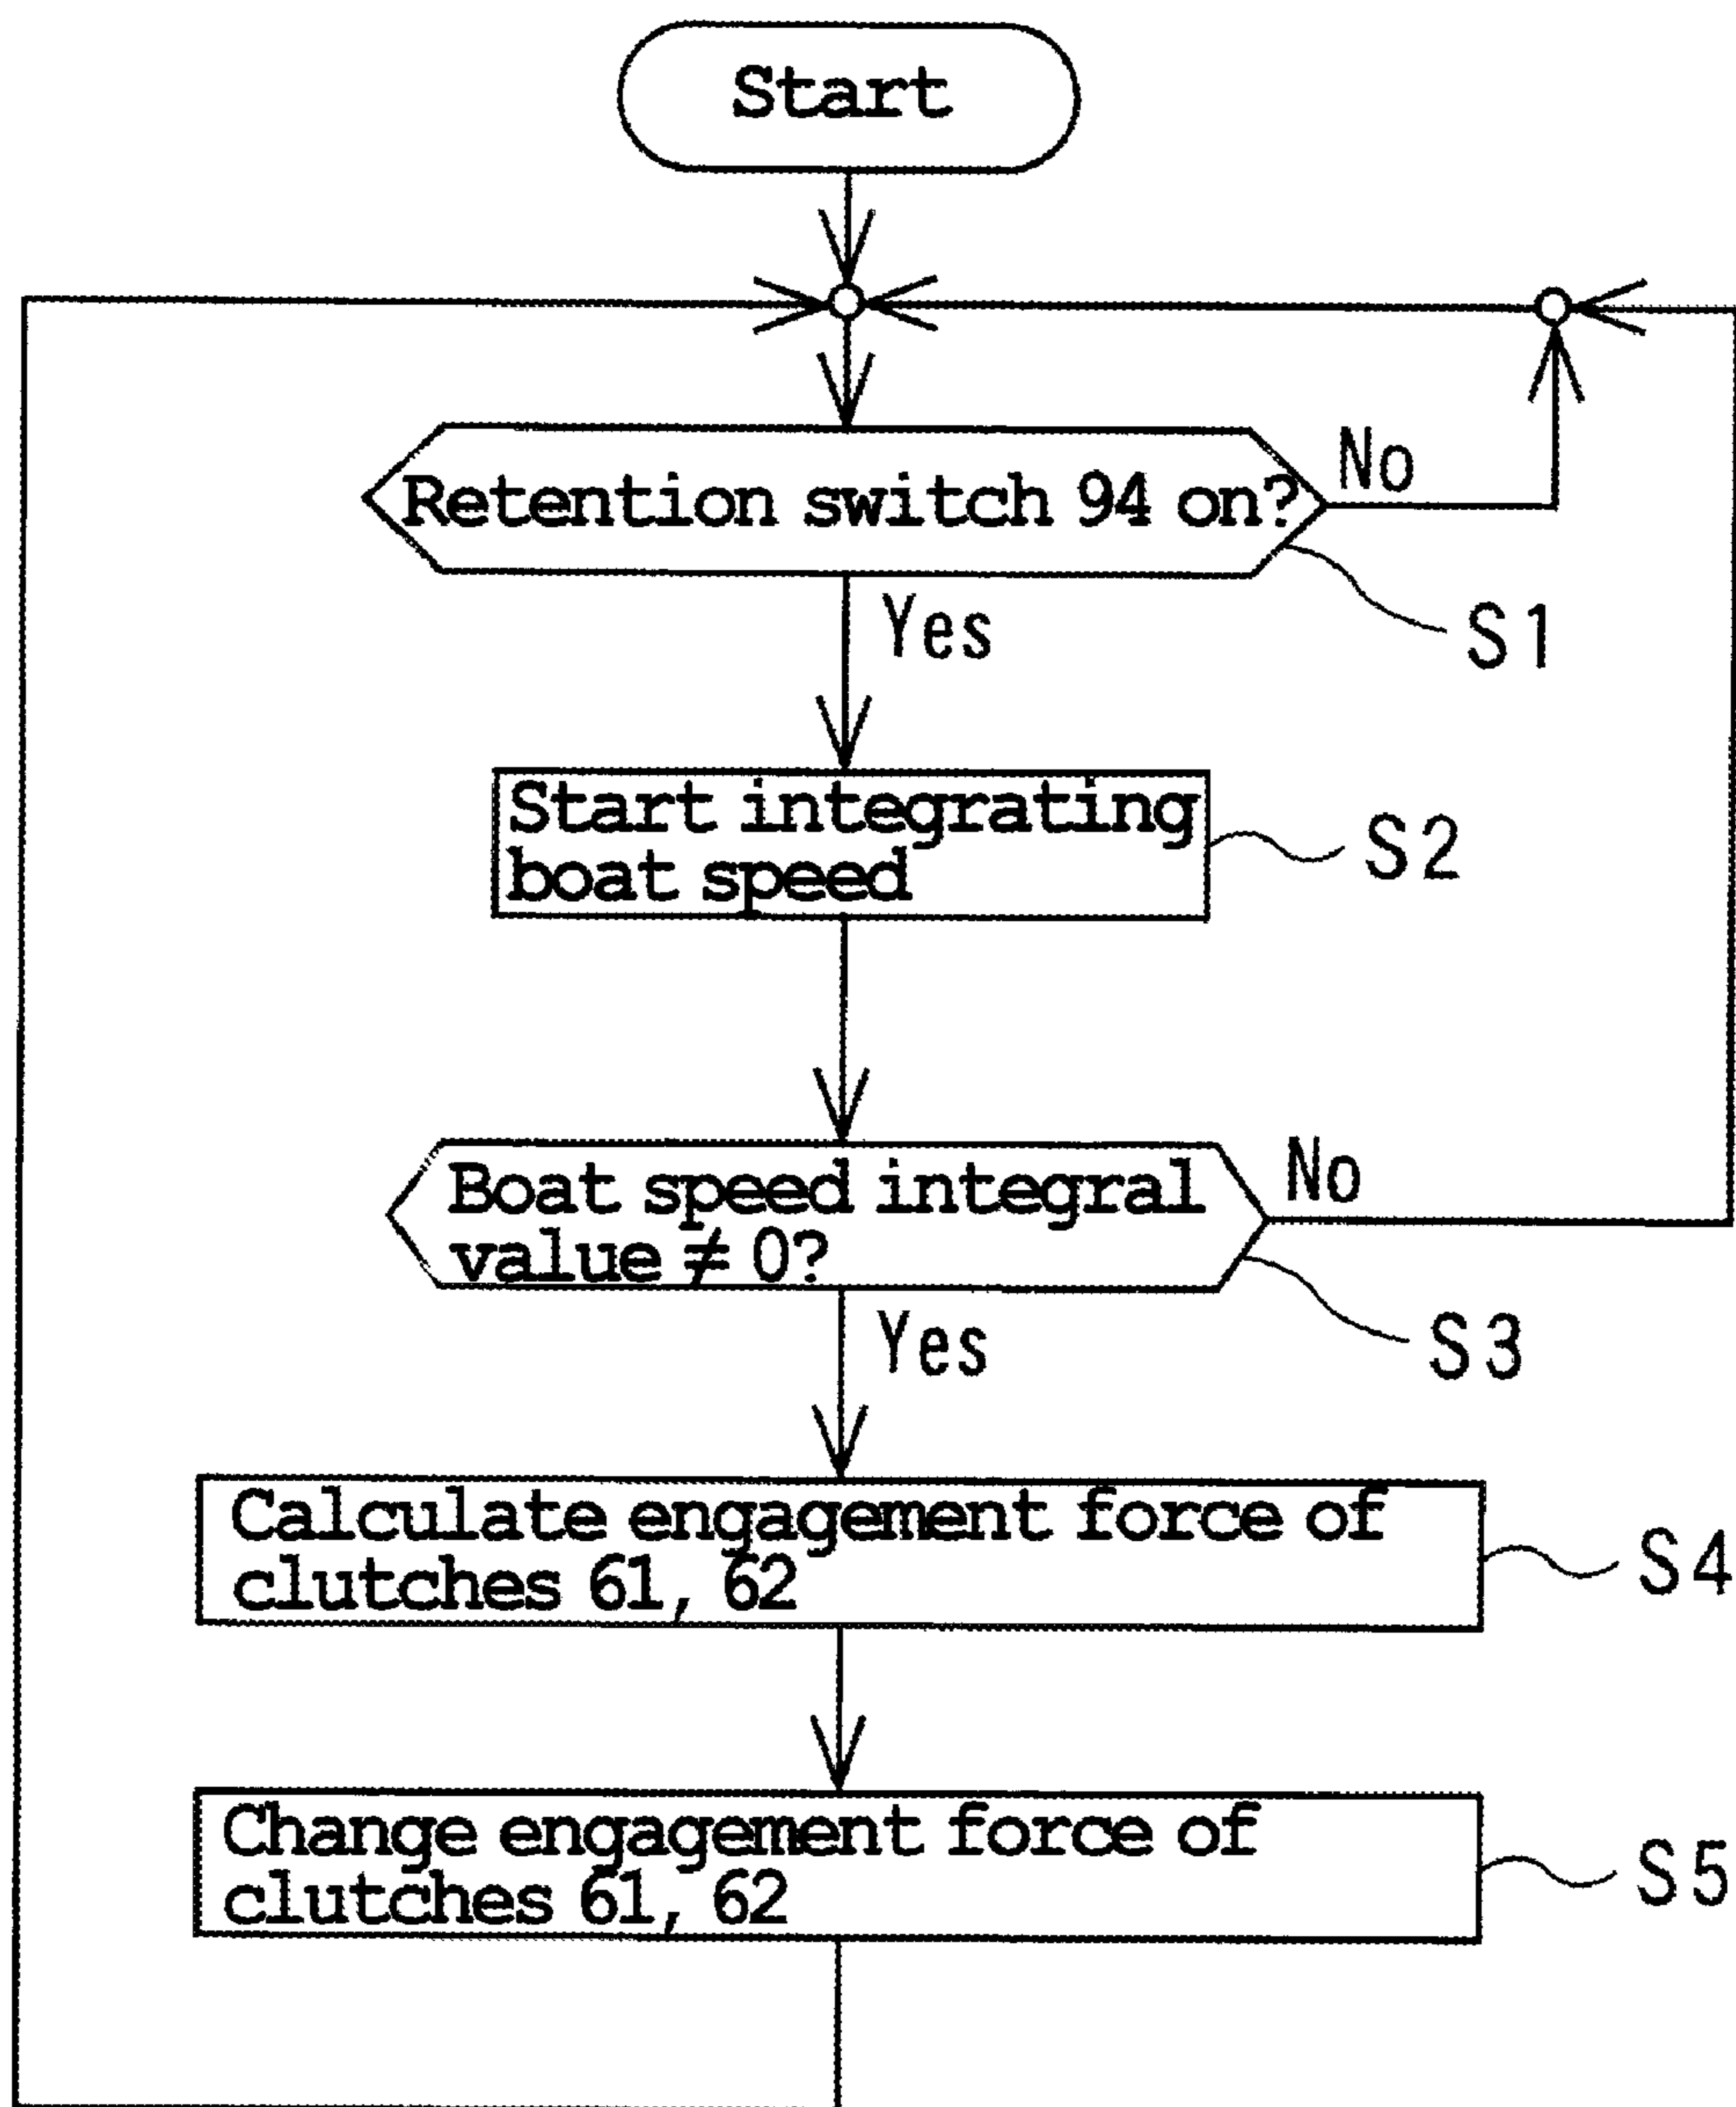 Start
Retention switch 94 on?
No
Yes
S1
Start integrating
boat speed
S2
Boat speed integral
value ≠ 0?
No
Yes
S3
Calculate engagement force of
clutches 61, 62
S4
Change engagement force of
clutches 61, 62
S5